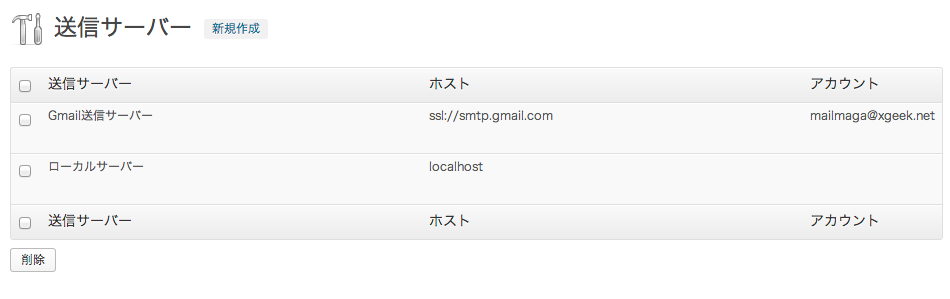 送信サーバー 新規作成
送信サーバー ホスト アカウント
Gmail送信サーバー ssl://smtp.gmail.com mailmaga@xgeek.net
ローカルサーバー localhost
送信サーバー ホスト アカウント
削除